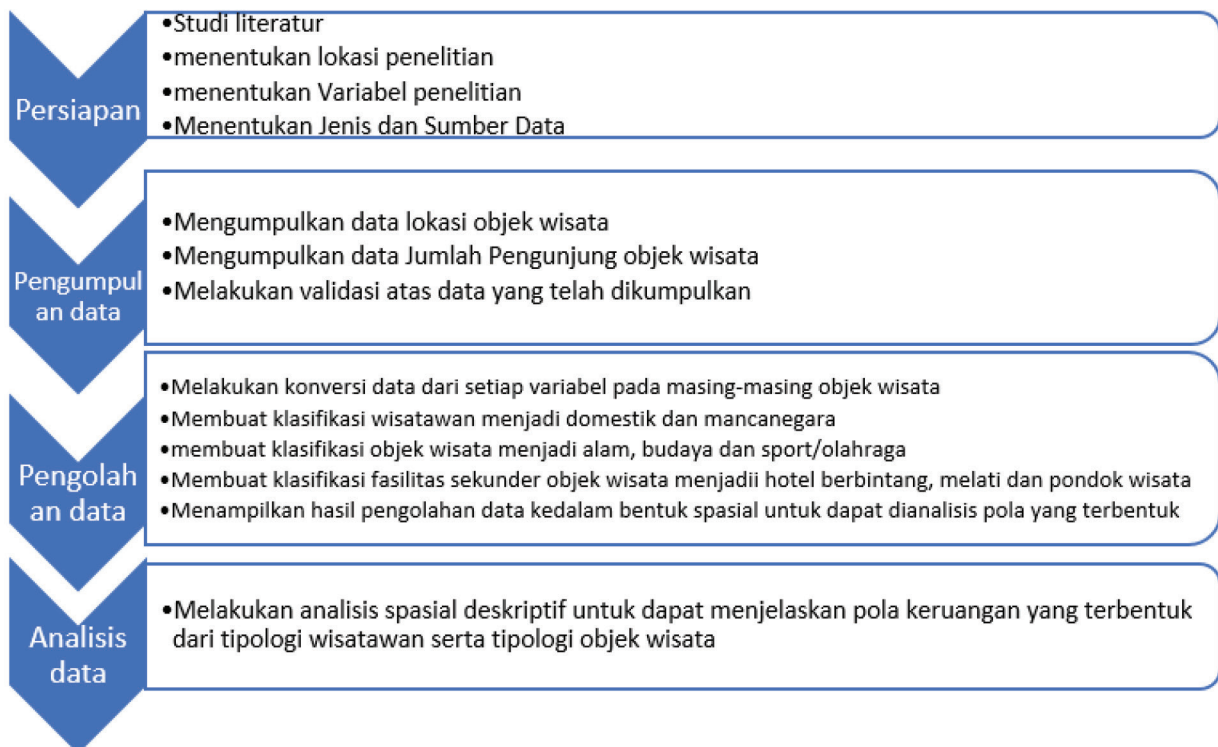 Persiapan
•Studi literatur
•menentukan lokasi penelitian
•menentukan Variabel penelitian
•Menentukan Jenis dan Sumber Data
Pengumpul
an data
•Mengumpulkan data lokasi objek wisata
•Mengumpulkan data Jumlah Pengunjung objek wisata
•Melakukan validasi atas data yang telah dikumpulkan
Pengolah
an data
•Melakukan konversi data dari setiap variabel pada masing-masing objek wisata
•Membuat klasifikasi wisatawan menjadi domestik dan mancanegara
•membuat klasifikasi objek wisata menjadi alam, budaya dan sport/olahraga
•Membuat klasifikasi fasilitas sekunder objek wisata menjadii hotel berbintang, melati dan pondok wisata
•Menampilkan hasil pengolahan data kedalam bentuk spasial untuk dapat dianalisis pola yang terbentuk
Analisis
data
•Melakukan analisis spasial deskriptif untuk dapat menjelaskan pola keruangan yang terbentuk
dari tipologi wisatawan serta tipologi objek wisata